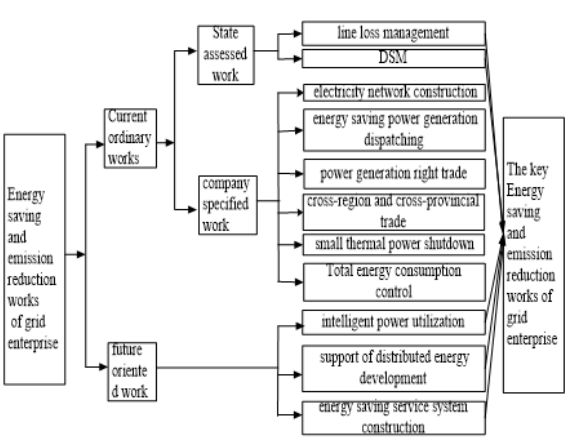 Energy
saving
and
emission
reduction
works
of grid
enterprise
Current
ordinary
works
future
oriente
d work
State
assessed
work
company
specified
work
line loss management
DSM
electricity network construction
energy saving power generation
dispatching
power generation right trade
cross-region and cross-provincial
trade
small thermal power shutdown
Total energy consumption
control
intelligent power utilization
support of distributed energy
development
energy saving service system
construction
The key
Energy
saving
and
emission
reduction
works of
grid
enterprise